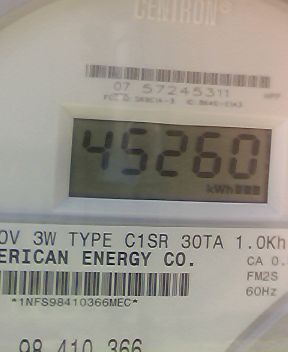 CENTRON®
07 57245311
45260
kWh
0V 3W TYPE C1SR 30TA 1.0Kh
ERICAN ENERGY CO.
CA 0.
FM2S
*1NFS98410366MEC*
60Hz
98 410 366